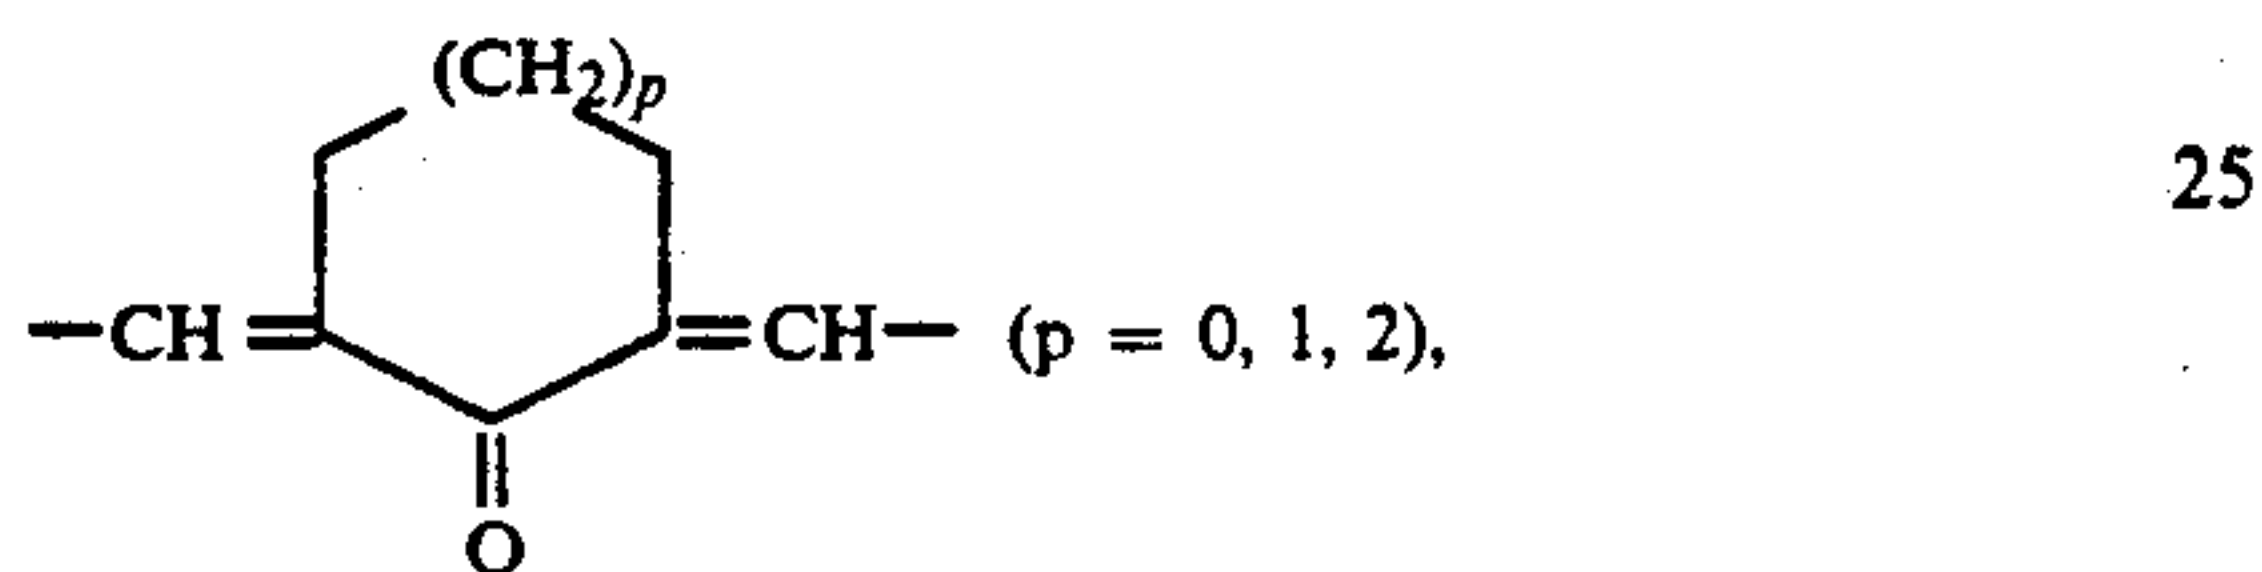 (CH2)p
25
—CH=
=CH— (p = 0, 1, 2),
O